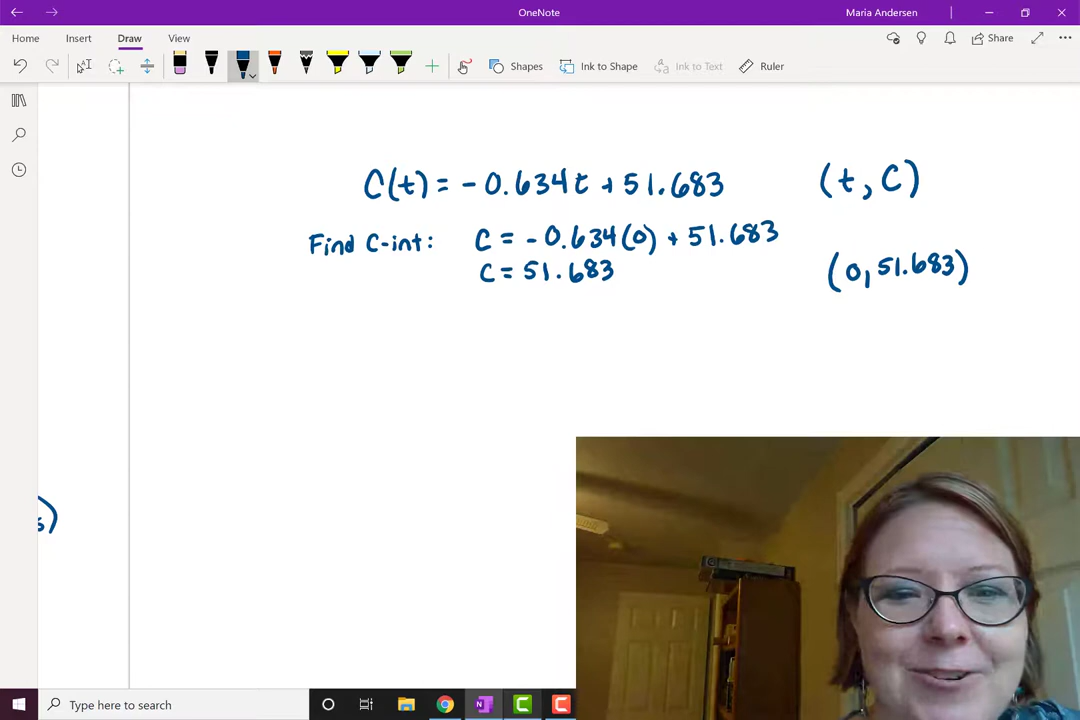 OneNote
Maria Andersen
Home Insert Draw View
Share
Shapes Ink to Shape Ink to Text Ruler
C(t) = - 0.634t + 51.683 (t, C)
Find C-int: C = - 0.634(0) + 51.683
C = 51.683 (0, 51.683)
s)
Type here to search